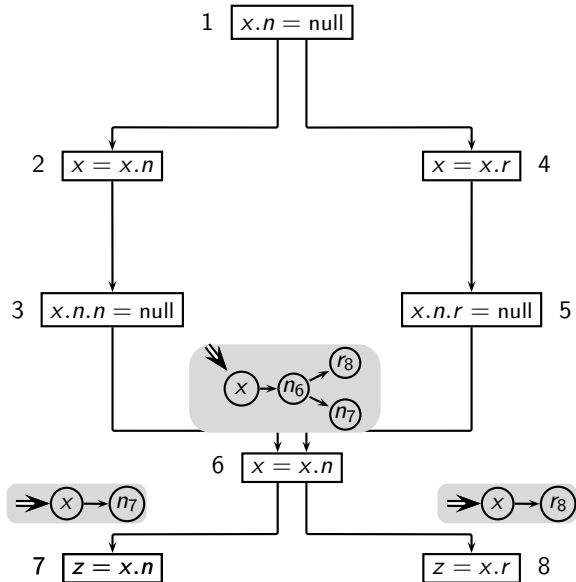 1 x.n = null
2 x = x.n
x = x.r 4
3 x.n.n = null
x.n.r = null 5
x n₆ r₈ n₇
6 x = x.n
x n₇
x r₈
7 z = x.n
z = x.r 8